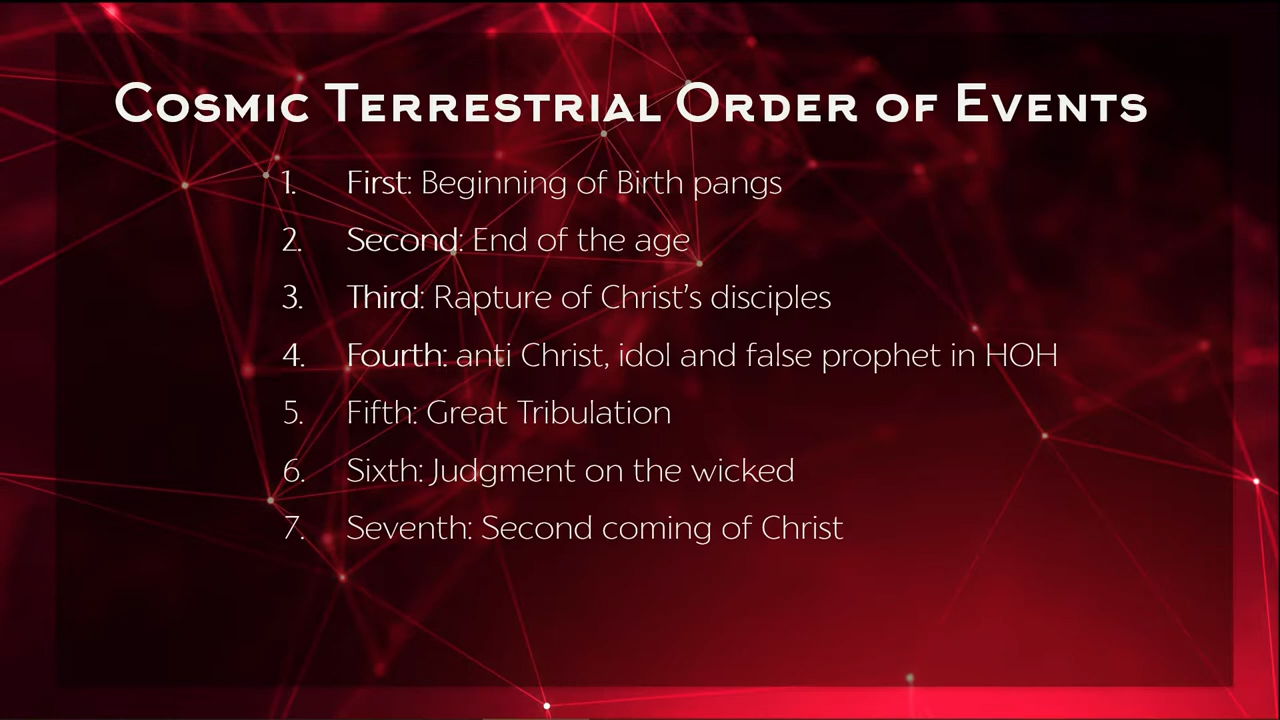 Cosmic Terrestrial Order of Events
1. First: Beginning of Birth pangs
2. Second: End of the age
3. Third: Rapture of Christ's disciples
4. Fourth: anti Christ, idol and false prophet in HOH
5. Fifth: Great Tribulation
6. Sixth: Judgment on the wicked
7. Seventh: Second coming of Christ